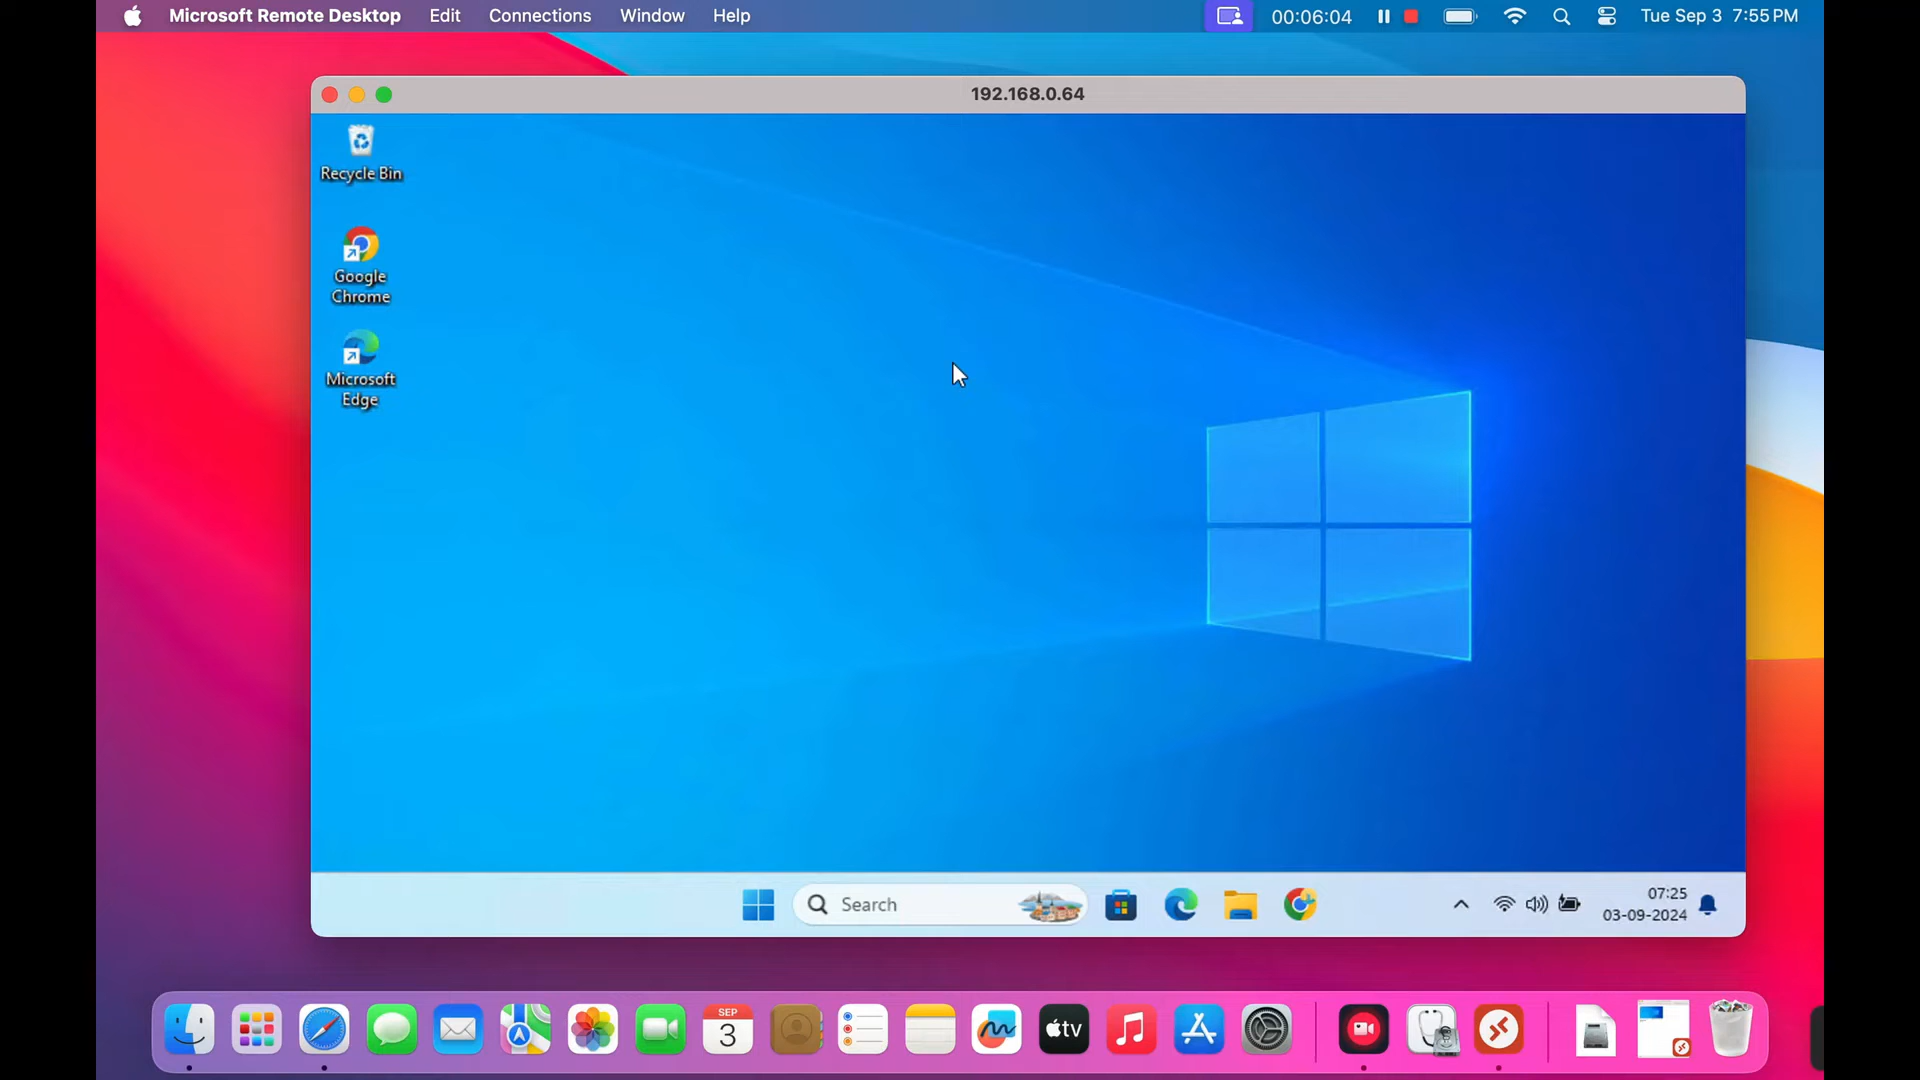 Microsoft Remote Desktop Edit Connections Window Help 00:06:04 Tue Sep 3 7:55 PM
192.168.0.64
Recycle Bin
Google
Chrome
Microsoft
Edge
Search
07:25
03-09-2024
SEP
3
tv